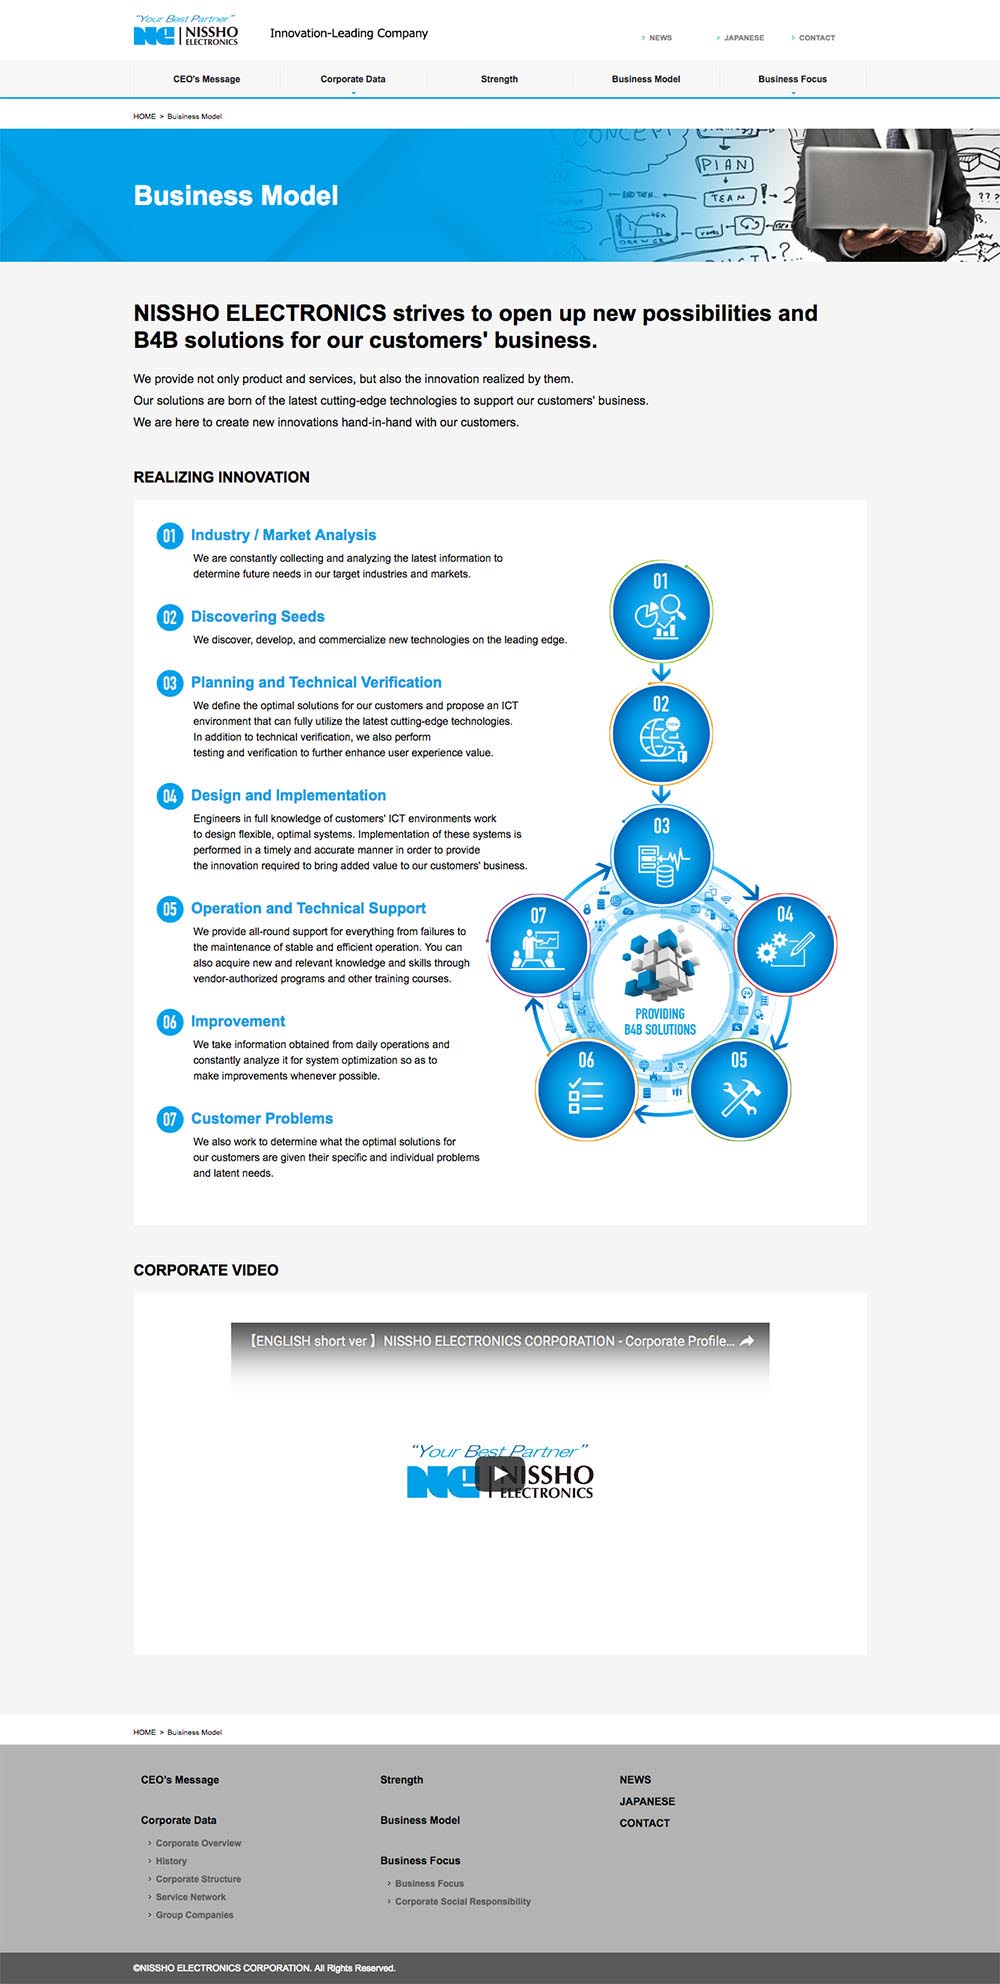 "Your Best Partner"
NE | NISSHO ELECTRONICS
Innovation-Leading Company
NEWS
JAPANESE
CONTACT
CEO's Message
Corporate Data
Strength
Business Model
Business Focus
HOME > Buisiness Model
Business Model
CONCEPT
PLAN
TEAM
NISSHO ELECTRONICS strives to open up new possibilities and
B4B solutions for our customers' business.
We provide not only product and services, but also the innovation realized by them.
Our solutions are born of the latest cutting-edge technologies to support our customers' business.
We are here to create new innovations hand-in-hand with our customers.
REALIZING INNOVATION
01 Industry / Market Analysis
We are constantly collecting and analyzing the latest information to
determine future needs in our target industries and markets.
02 Discovering Seeds
We discover, develop, and commercialize new technologies on the leading edge.
03 Planning and Technical Verification
We define the optimal solutions for our customers and propose an ICT
environment that can fully utilize the latest cutting-edge technologies.
In addition to technical verification, we also perform
testing and verification to further enhance user experience value.
04 Design and Implementation
Engineers in full knowledge of customers' ICT environments work
to design flexible, optimal systems. Implementation of these systems is
performed in a timely and accurate manner in order to provide
the innovation required to bring added value to our customers' business.
05 Operation and Technical Support
We provide all-round support for everything from failures to
the maintenance of stable and efficient operation. You can
also acquire new and relevant knowledge and skills through
vendor-authorized programs and other training courses.
06 Improvement
We take information obtained from daily operations and
constantly analyze it for system optimization so as to
make improvements whenever possible.
07 Customer Problems
We also work to determine what the optimal solutions for
our customers are given their specific and individual problems
and latent needs.
01
02
03
04
05
06
07
PROVIDING
B4B SOLUTIONS
CORPORATE VIDEO
【ENGLISH short ver 】 NISSHO ELECTRONICS CORPORATION - Corporate Profile...
"Your Best Partner"
NE | NISSHO
ELECTRONICS
HOME > Buisiness Model
CEO's Message
Corporate Data
Corporate Overview
History
Corporate Structure
Service Network
Group Companies
Strength
Business Model
Business Focus
Business Focus
Corporate Social Responsibility
NEWS
JAPANESE
CONTACT
©NISSHO ELECTRONICS CORPORATION. All Rights Reserved.